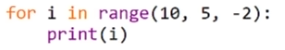 for i in range(10, 5, -2):
    print(i)